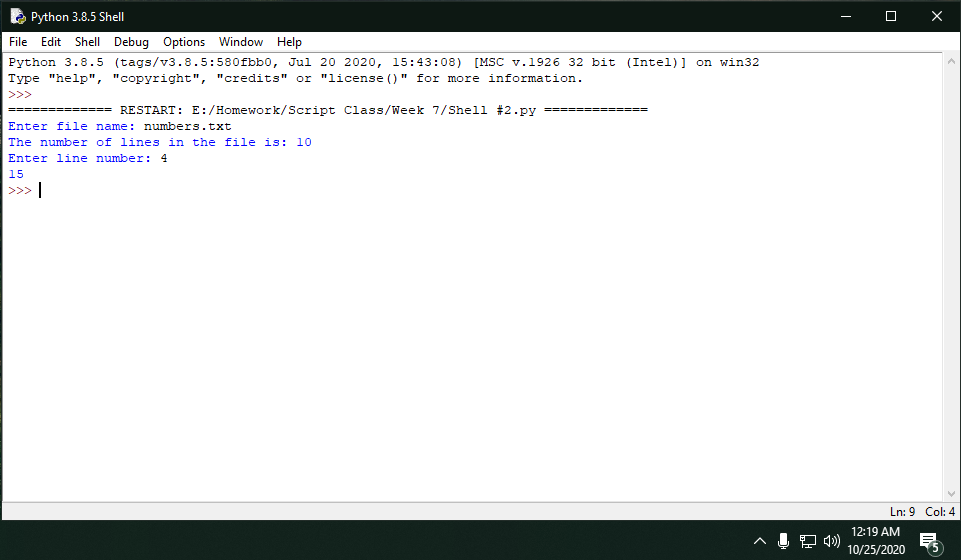 Python 3.8.5 Shell
File Edit Shell Debug Options Window Help
Python 3.8.5 (tags/v3.8.5:580fbb0, Jul 20 2020, 15:43:08) [MSC v.1926 32 bit (Intel)] on win32
Type "help", "copyright", "credits" or "license()" for more information.
>>>
============= RESTART: E:/Homework/Script Class/Week 7/Shell #2.py =============
Enter file name: numbers.txt
The number of lines in the file is: 10
Enter line number: 4
15
>>>
Ln: 9 Col: 4
12:19 AM
10/25/2020
5